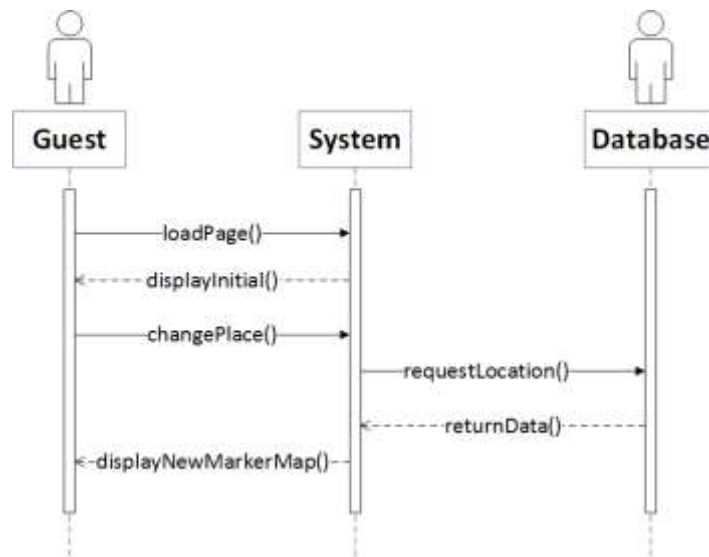 Guest
System
Database
loadPage()
displayInitial()
changePlace()
requestLocation()
returnData()
displayNewMarkerMap()